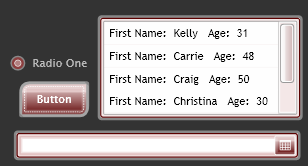 First Name: Kelly Age: 31
First Name: Carrie Age: 48
Radio One
First Name: Craig Age: 50
Button
First Name: Christina Age: 30